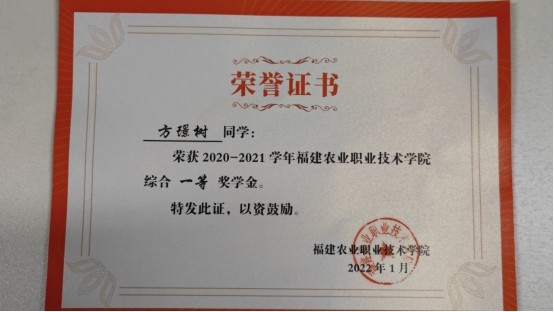 荣誉证书
方璟树 同学：
荣获 2020-2021 学年福建农业职业技术学院
综合 一等 奖学金。
特发此证，以资鼓励。
福建农业职业技术学院
2022 年 1 月